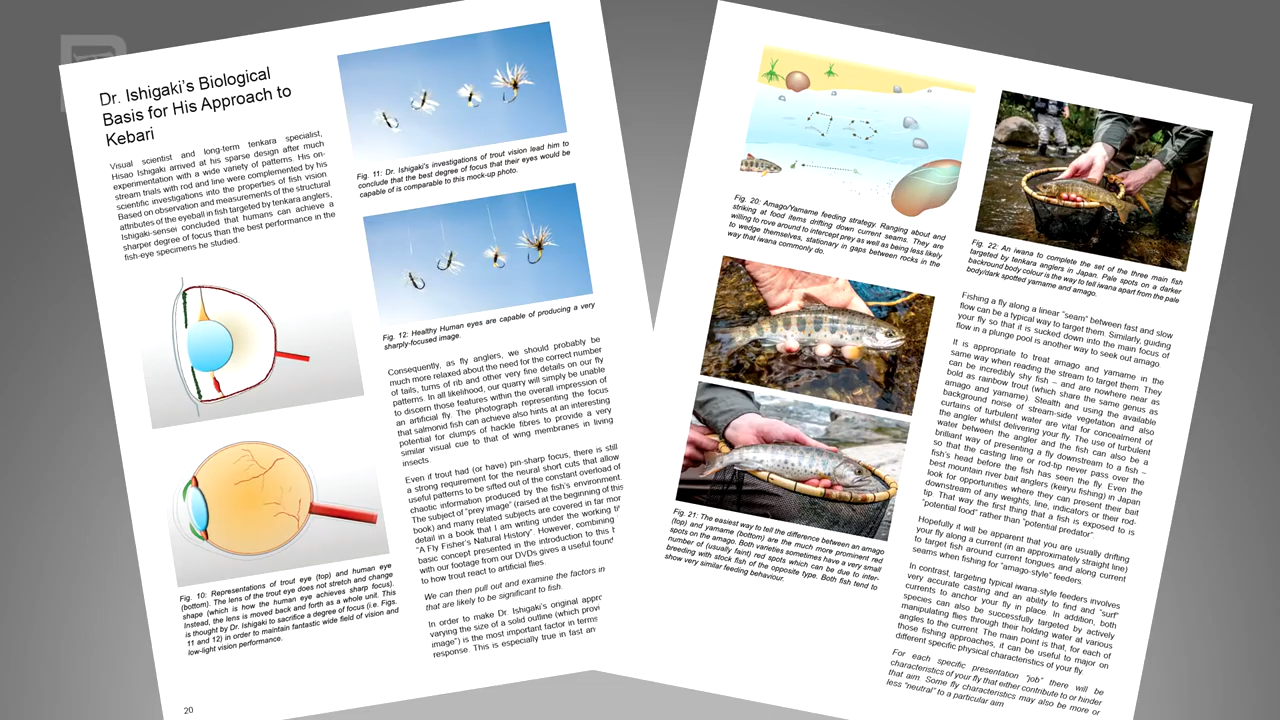 Dr. Ishigaki's Biological
Basis for His Approach to
Kebari
Visual scientist and long-term tenkara specialist,
Hisao Ishigaki arrived at his sparse design after much
experimentation with a wide variety of patterns. His on-
stream trials with rod and line were complemented by his
scientific investigations into the properties of fish vision
Based on observation and measurements of the structural
attributes of the eyeball in fish targeted by tenkara anglers,
Ishigaki-sensei concluded that humans can achieve a
sharper degree of focus than the best performance in the
fish-eye specimens he studied.
Fig. 10: Representations of trout eye (top) and human eye
(bottom). The lens of the trout eye does not stretch and change
shape (which is how the human eye achieves sharp focus).
Instead, the lens is moved back and forth as a whole unit. This
is thought by Dr. Ishigaki to sacrifice a degree of focus (i.e. Figs.
11 and 12) in order to maintain fantastic wide field of vision and
low-light vision performance.
20
Fig. 11: Dr. Ishigaki's investigations of trout vision lead him to
conclude that the best degree of focus that their eyes would be
capable of is comparable to this mock-up photo.
Fig. 12: Healthy Human eyes are capable of producing a very
sharply-focused image.
Consequently, as fly anglers, we should probably be
much more relaxed about the need for the correct number
of tails, turns of rib and other very fine details on our fly
patterns. In all likelihood, our quarry will simply be unable
to discern those features within the overall impression of
an artificial fly. The photograph representing the focus
that salmonid fish can achieve also hints at an interesting
potential for clumps of hackle fibres to provide a very
similar visual cue to that of wing membranes in living
insects.
Even if trout had (or have) pin-sharp focus, there is still
a strong requirement for the neural short cuts that allow
useful patterns to be sifted out of the constant overload of
chaotic information produced by the fish's environment.
The subject of "prey image" (raised at the beginning of this
book) and many related subjects are covered in far mor
detail in a book that I am writing under the working ti
"A Fly Fisher's Natural History". However, combining
basic concept presented in the introduction to this b
with our footage from our DVDs gives a useful found
to how trout react to artificial flies.
We can then pull out and examine the factors in
that are likely to be significant to fish.
In order to make Dr. Ishigaki's original appro
varying the size of a solid outline (which provi
image") is the most important factor in terms
response. This is especially true in fast an
Fig. 20: Amago/Yamame feeding strategy. Ranging about and
striking at food items drifting down current seams. They are
willing to rove around to intercept prey as well as being less likely
to wedge themselves, stationary in gaps between rocks in the
way that iwana commonly do.
Fig. 21: The easiest way to tell the difference between an amago
(top) and yamame (bottom) are the much more prominent red
spots on the amago. Both varieties sometimes have a very small
number of (usually faint) red spots which can be due to inter-
breeding with stock fish of the opposite type. Both fish tend to
show very similar feeding behaviour.
Fig. 22: An iwana to complete the set of the three main fish
targeted by tenkara anglers in Japan. Pale spots on a darker
backround body colour is the way to tell iwana apart from the pale
body/dark spotted yamame and amago.
Fishing a fly along a linear "seam" between fast and slow
flow can be a typical way to target them. Similarly, guiding
your fly so that it is sucked down into the main focus of
flow in a plunge pool is another way to seek out amago
It is appropriate to treat amago and yamame in the
same way when reading the stream to target them. They
can be incredibly shy fish – and are nowhere near as
bold as rainbow trout (which share the same genus as
amago and yamame). Stealth and using the available
background noise of stream-side vegetation and also
curtains of turbulent water are vital for concealment of
the angler whilst delivering your fly. The use of turbulent
water between the angler and the fish can also be a
brilliant way of presenting a fly downstream to a fish –
so that the casting line or rod-tip never pass over the
fish's head before the fish has seen the fly. Even the
best mountain river bait anglers (keiryu fishing) in Japan
look for opportunities where they can present their bait
downstream of any weights, line, indicators or their rod-
tip. That way the first thing that a fish is exposed to is
"potential food" rather than "potential predator".
Hopefully it will be apparent that you are usually drifting
your fly along a current (in an approximately straight line)
to target fish around current tongues and along current
seams when fishing for "amago-style" feeders.
In contrast, targeting typical iwana-style feeders involves
very accurate casting and an ability to find and "surf"
currents to anchor your fly in place. In addition, both
species can also be successfully targeted by actively
manipulating flies through their holding water at various
angles to the current. The main point is that, for each of
those fishing approaches, it can be useful to major on
different specific physical characteristics of your fly.
For each specific presentation "job" there will be
characteristics of your fly that either contribute to or hinder
that aim. Some fly characteristics may also be more or
less "neutral" to a particular aim